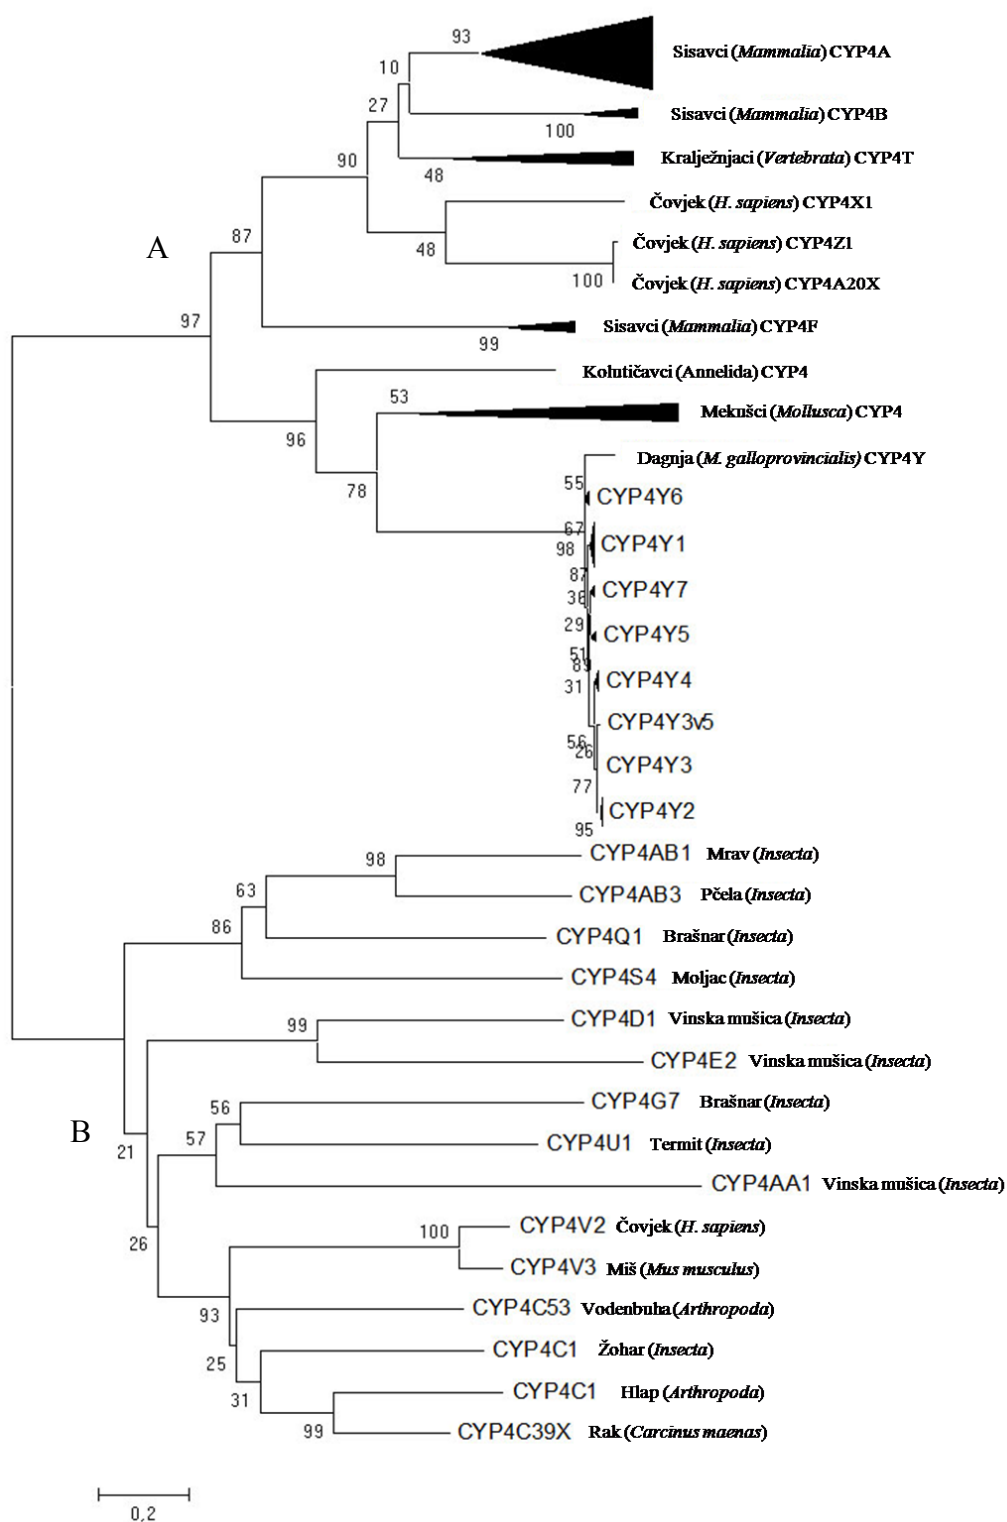 93
Sisavci (Mammalia) CYP4A
10
27
Sisavci (Mammalia) CYP4B
100
90
Kralježnjaci (Vertebrata) CYP4T
48
Čovjek (H. sapiens) CYP4X1
A
87
48
Čovjek (H. sapiens) CYP4Z1
100
Čovjek (H. sapiens) CYP4A20X
97
Sisavci (Mammalia) CYP4F
99
Kolutičavci (Annelida) CYP4
53
Mekušci (Mollusca) CYP4
96
78
Dagnja (M. galloprovincialis) CYP4Y
55
CYP4Y6
67
98
CYP4Y1
87
36
CYP4Y7
29
CYP4Y5
51
89
31
CYP4Y4
CYP4Y3v5
56
26
CYP4Y3
77
CYP4Y2
95
98
CYP4AB1 Mrav (Insecta)
63
CYP4AB3 Pčela (Insecta)
86
CYP4Q1 Brašnar (Insecta)
CYP4S4 Moljac (Insecta)
99
CYP4D1 Vinska mušica (Insecta)
CYP4E2 Vinska mušica (Insecta)
B
56
CYP4G7 Brašnar (Insecta)
21
57
CYP4U1 Termit (Insecta)
CYP4AA1 Vinska mušica (Insecta)
26
100
CYP4V2 Čovjek (H. sapiens)
CYP4V3 Miš (Mus musculus)
93
CYP4C53 Vodenbuha (Arthropoda)
25
CYP4C1 Žohar (Insecta)
31
CYP4C1 Hlap (Arthropoda)
99
CYP4C39X Rak (Carcinus maenas)
0,2